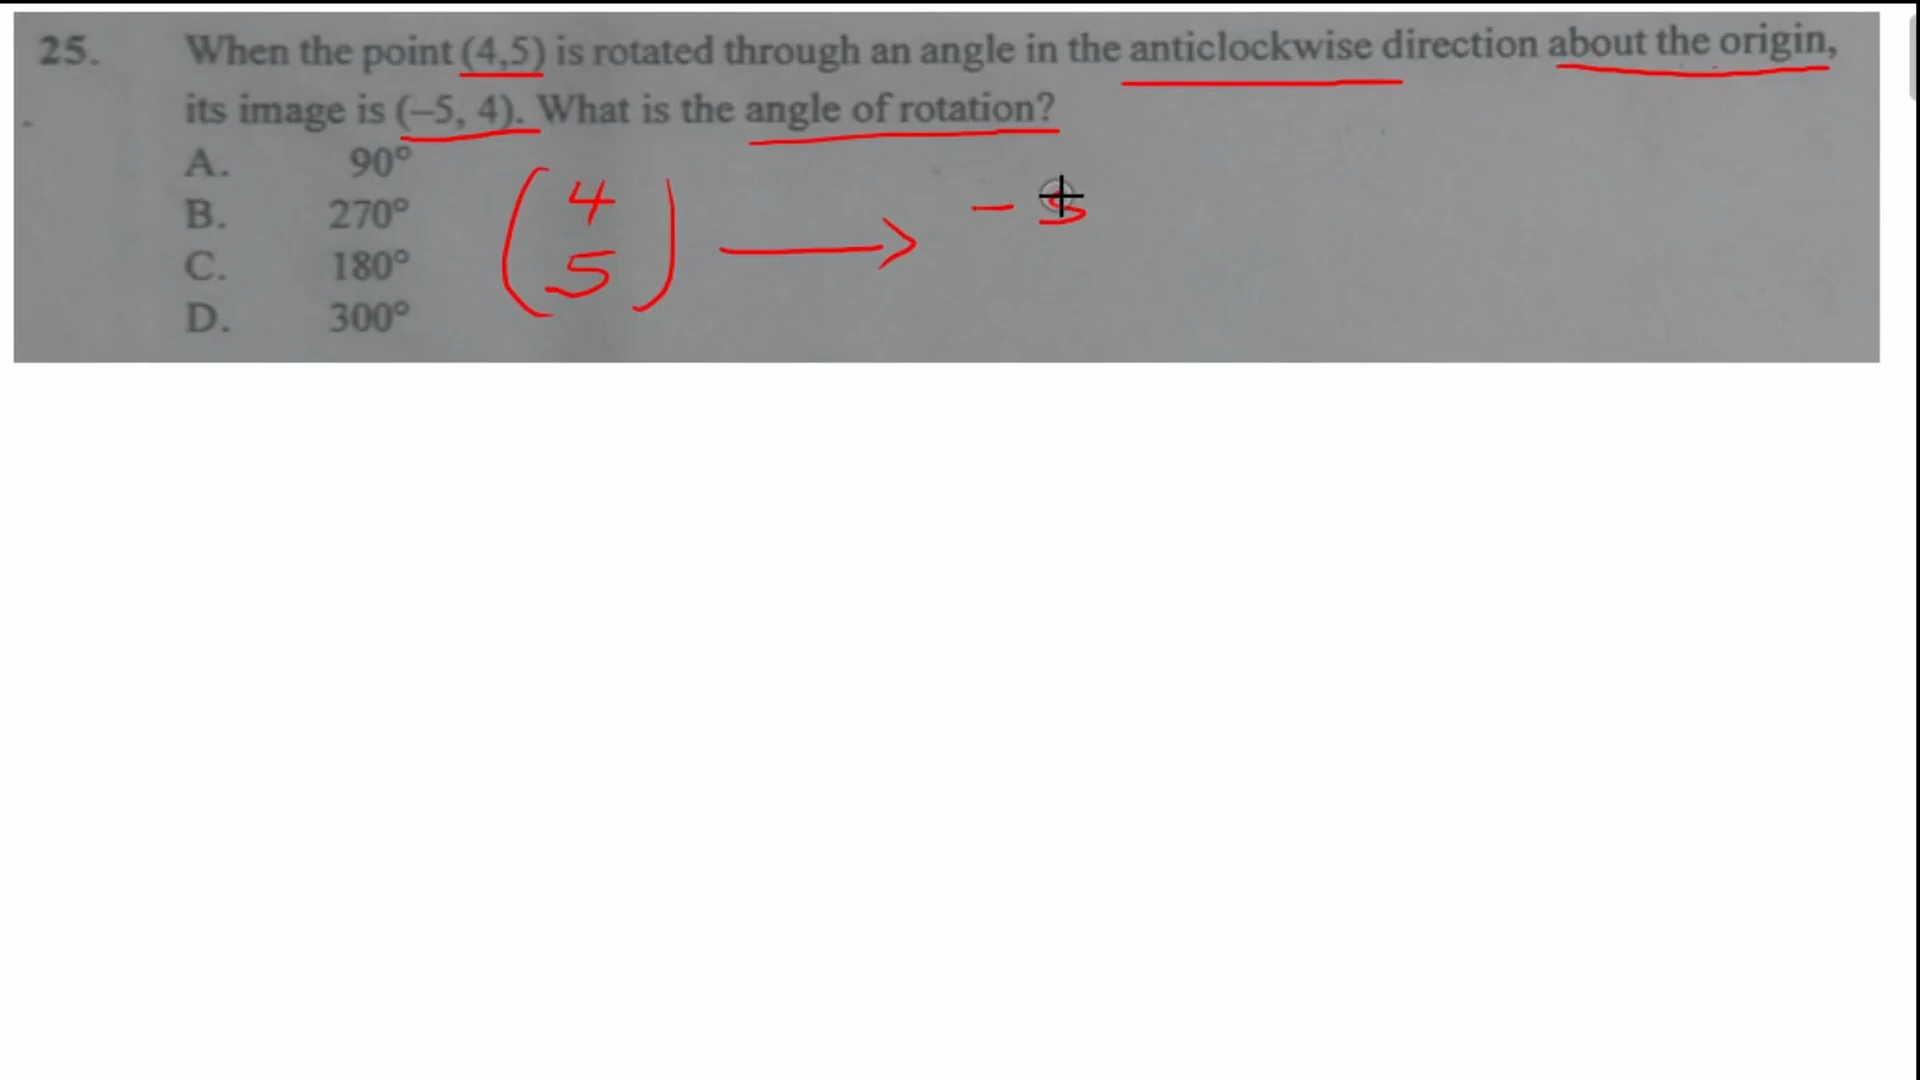 25. When the point (4,5) is rotated through an angle in the anticlockwise direction about the origin,
its image is (–5, 4). What is the angle of rotation?
A. 90°
B. 270°
C. 180°
D. 300°
( 4
5 ) → - 5